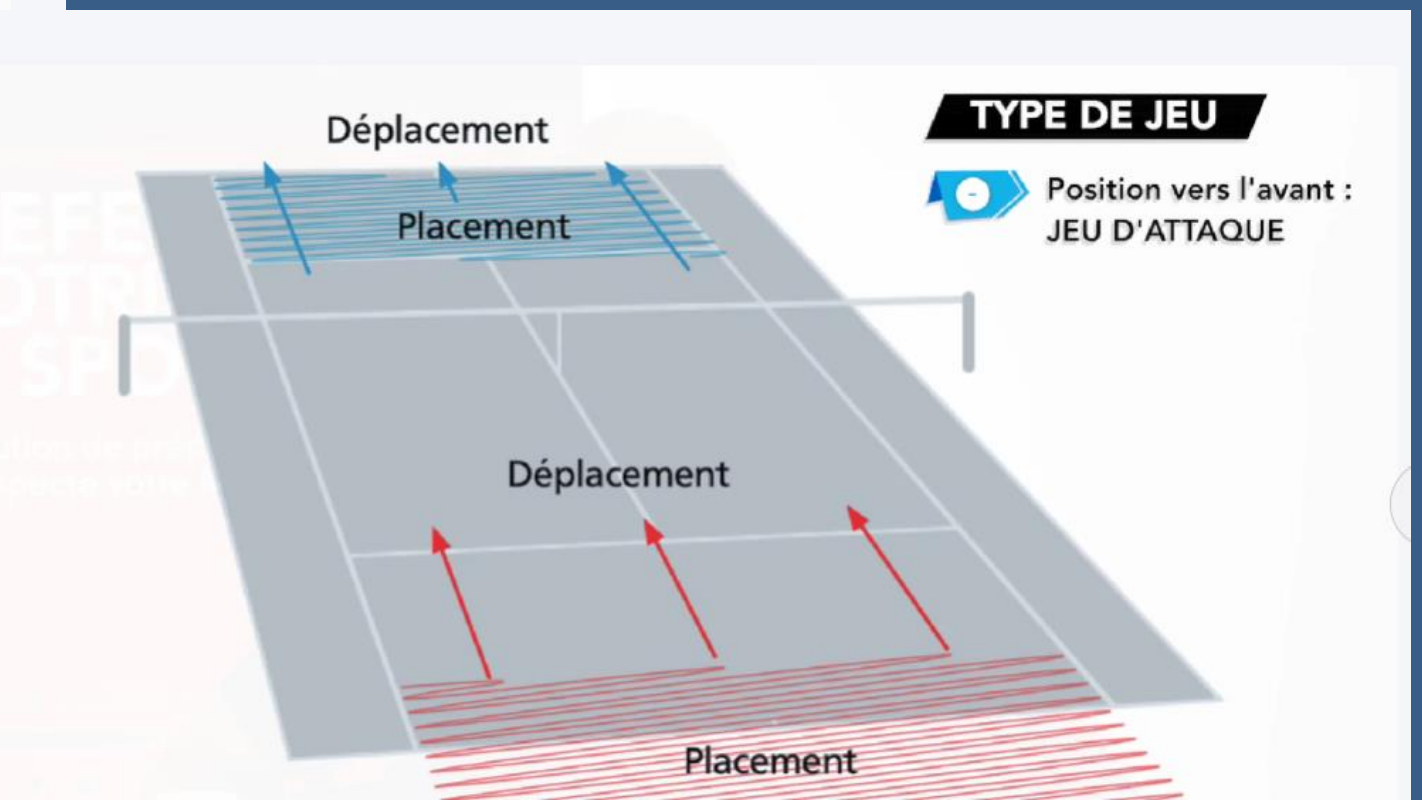 Déplacement
Placement
TYPE DE JEU
-
Position vers l'avant :
JEU D'ATTAQUE
Déplacement
Placement